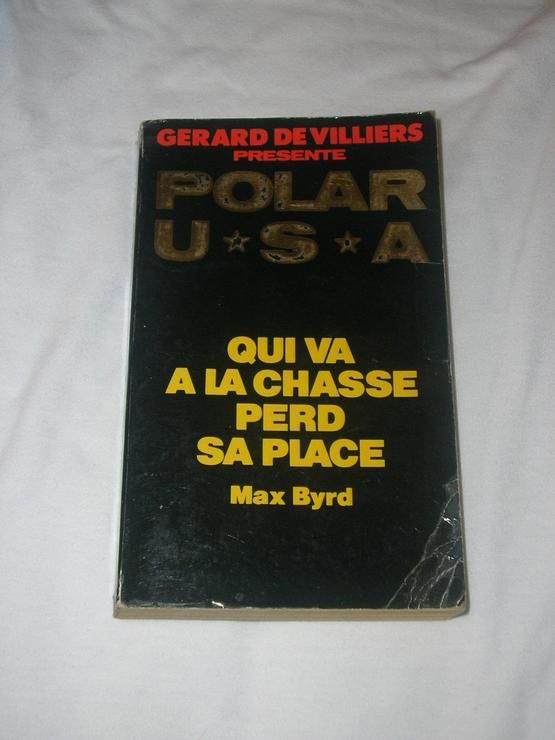 GERARD DE VILLIERS
PRESENTE
POLAR
U★S★A
QUI VA
A LA CHASSE
PERD
SA PLACE
Max Byrd